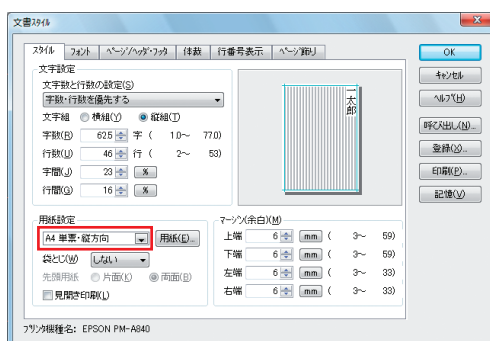 文書スタイル
スタイル フォント ページ/ヘッダ・フッタ 体裁 行番号表示 ページ飾り
文字設定
文字数と行数の設定(S)
字数・行数を優先する
文字組 横組(Y) 縦組(T)
字数(R) 62.5 字 ( 1.0～ 77.0)
行数(U) 46 行 ( 2～ 53)
字間(J) 23 %
行間(G) 16 %
一太郎
用紙設定
A4 単票・縦方向 用紙(E)...
袋とじ(W) しない
先頭用紙 片面(K) 両面(B)
見開き印刷(L)
マージン(余白)(M)
上端 6 mm ( 3～ 59)
下端 6 mm ( 3～ 59)
左端 6 mm ( 3～ 33)
右端 6 mm ( 3～ 33)
プリンタ機種名: EPSON PM-A840
OK
キャンセル
ヘルプ(H)
呼び出し(N)...
登録(X)...
印刷(P)...
記憶(V)